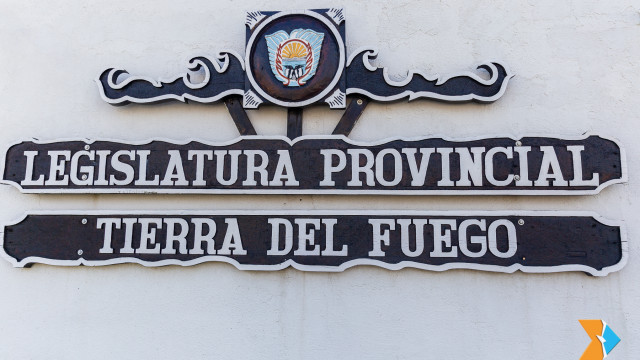 LEGISLATURA PROVINCIAL
TIERRA DEL FUEGO